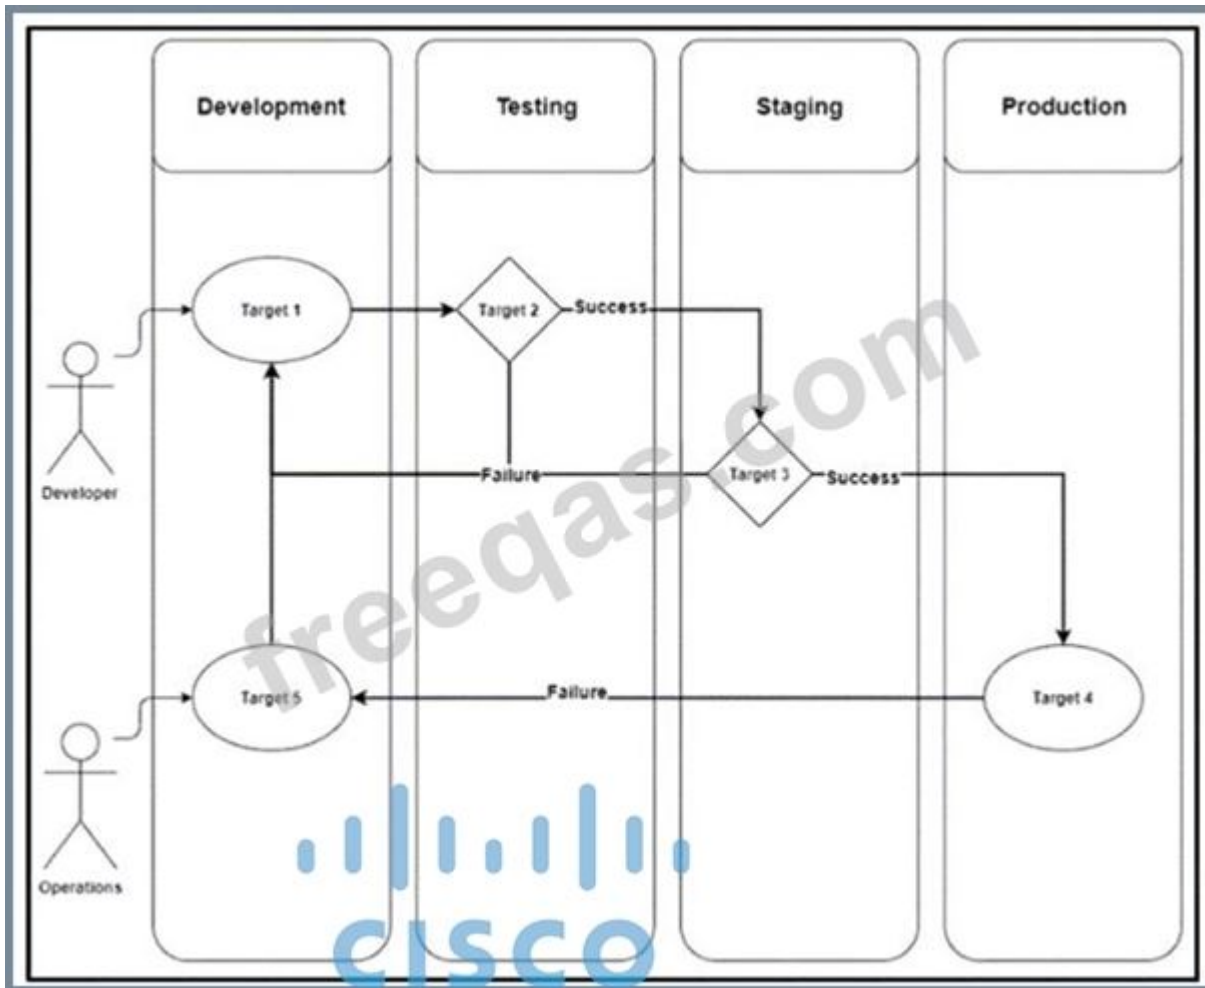 Development
Testing
Staging
Production
Target 1
Target 2
Success
Developer
Failure
Target 3
Success
freeqas.com
Target 5
Failure
Target 4
Operations
CISCO